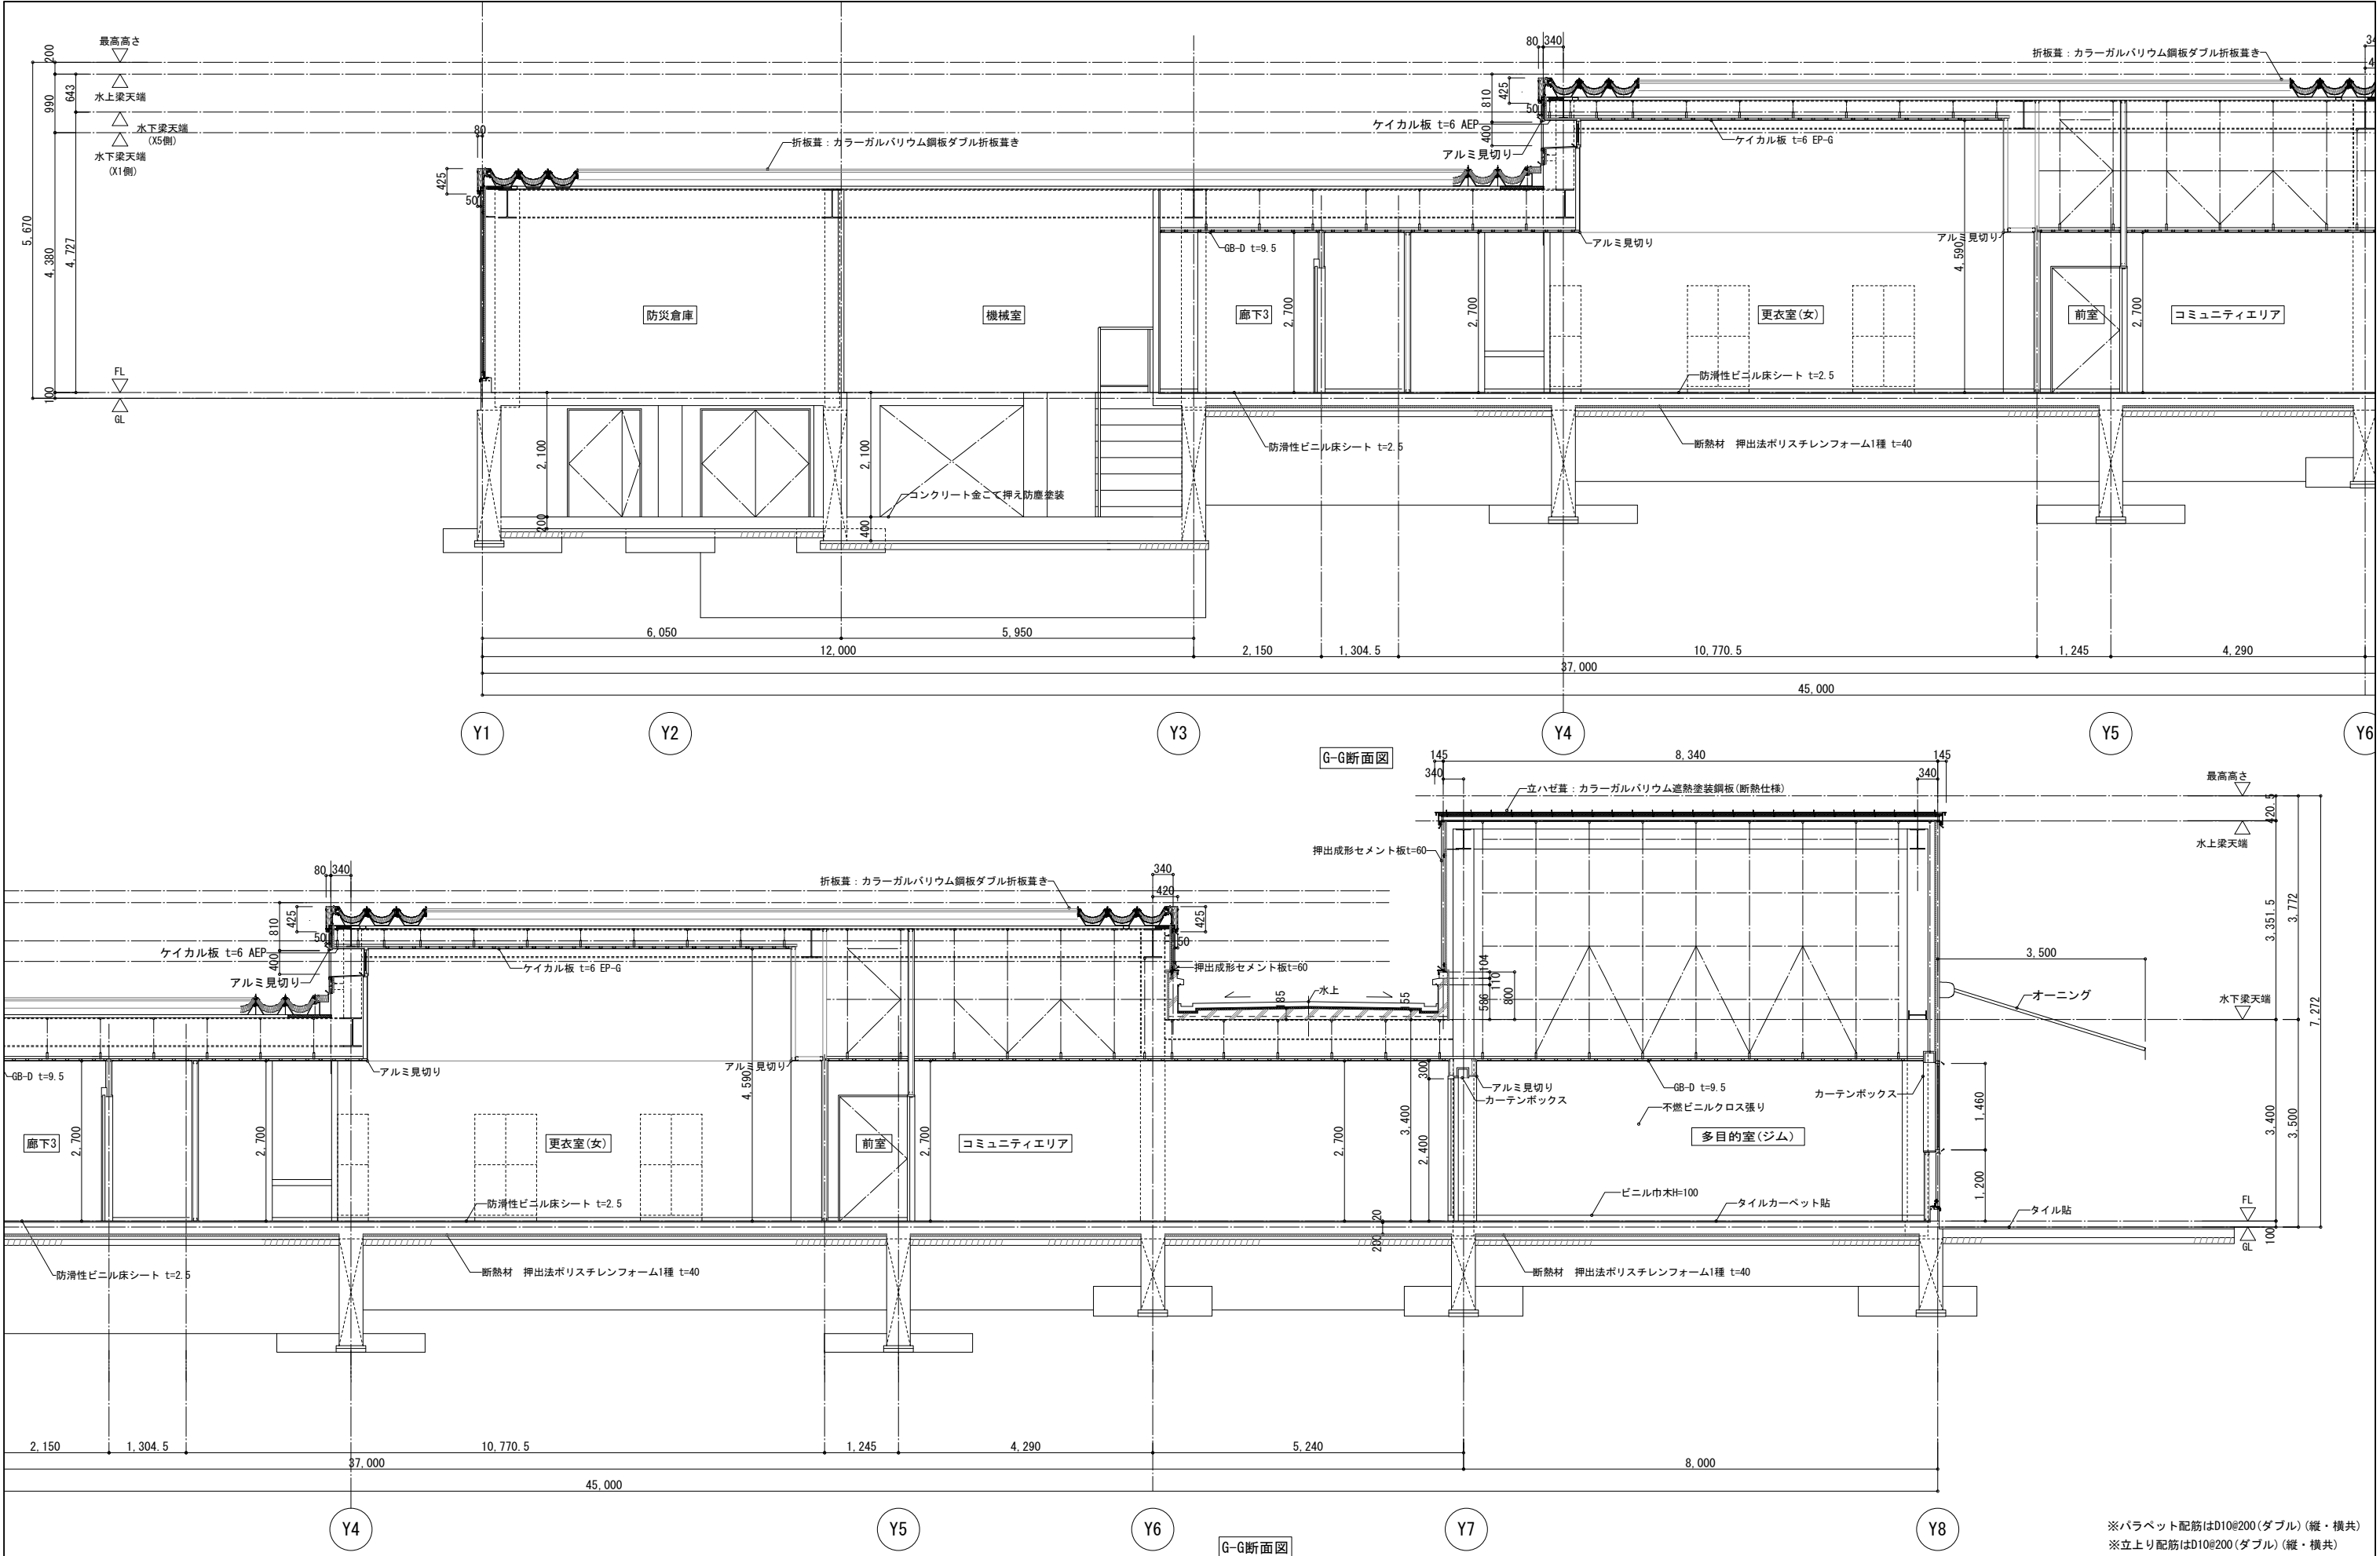 最高高さ
200
水上梁天端
643
990
水下梁天端
(X5側)
水下梁天端
(X1側)
5,670
4,380
4,727
FL
100
GL
80
425
50
折板葺：カラーガルバリウム鋼板ダブル折板葺き
80
340
810
425
50
ケイカル板 t=6 AEP
400
アルミ見切り
ケイカル板 t=6 EP-G
折板葺：カラーガルバリウム鋼板ダブル折板葺き
GB-D t=9.5
アルミ見切り
アルミ見切り
4,590
防災倉庫
機械室
廊下3
2,700
2,700
更衣室(女)
前室
2,700
コミュニティエリア
防滑性ビニル床シート t=2.5
2,100
2,100
防滑性ビニル床シート t=2.5
断熱材　押出法ポリスチレンフォーム1種 t=40
コンクリート金ごて押え防塵塗装
200
400
6,050
5,950
12,000
2,150
1,304.5
10,770.5
1,245
4,290
37,000
45,000
Y1
Y2
Y3
Y4
Y5
Y6
G-G断面図
145
8,340
145
340
340
立ハゼ葺：カラーガルバリウム遮熱塗装鋼板(断熱仕様)
最高高さ
420.5
水上梁天端
押出成形セメント板t=60
80
340
折板葺：カラーガルバリウム鋼板ダブル折板葺き
340
420
425
810
425
50
50
ケイカル板 t=6 AEP
400
アルミ見切り
ケイカル板 t=6 EP-G
押出成形セメント板t=60
水上
85
55
104
110
586
800
3,351.5
3,772
3,500
オーニング
水下梁天端
7,272
GB-D t=9.5
アルミ見切り
アルミ見切り
4,590
300
アルミ見切り
カーテンボックス
GB-D t=9.5
不燃ビニルクロス張り
カーテンボックス
1,460
廊下3
2,700
2,700
更衣室(女)
前室
2,700
コミュニティエリア
2,700
3,400
2,400
多目的室(ジム)
3,400
3,500
防滑性ビニル床シート t=2.5
ビニル巾木H=100
タイルカーペット貼
1,200
タイル貼
FL
100
GL
20
200
防滑性ビニル床シート t=2.5
断熱材　押出法ポリスチレンフォーム1種 t=40
断熱材　押出法ポリスチレンフォーム1種 t=40
2,150
1,304.5
10,770.5
1,245
4,290
5,240
37,000
8,000
45,000
Y4
Y5
Y6
Y7
Y8
G-G断面図
※パラペット配筋はD10@200(ダブル)(縦・横共)
※立上り配筋はD10@200(ダブル)(縦・横共)